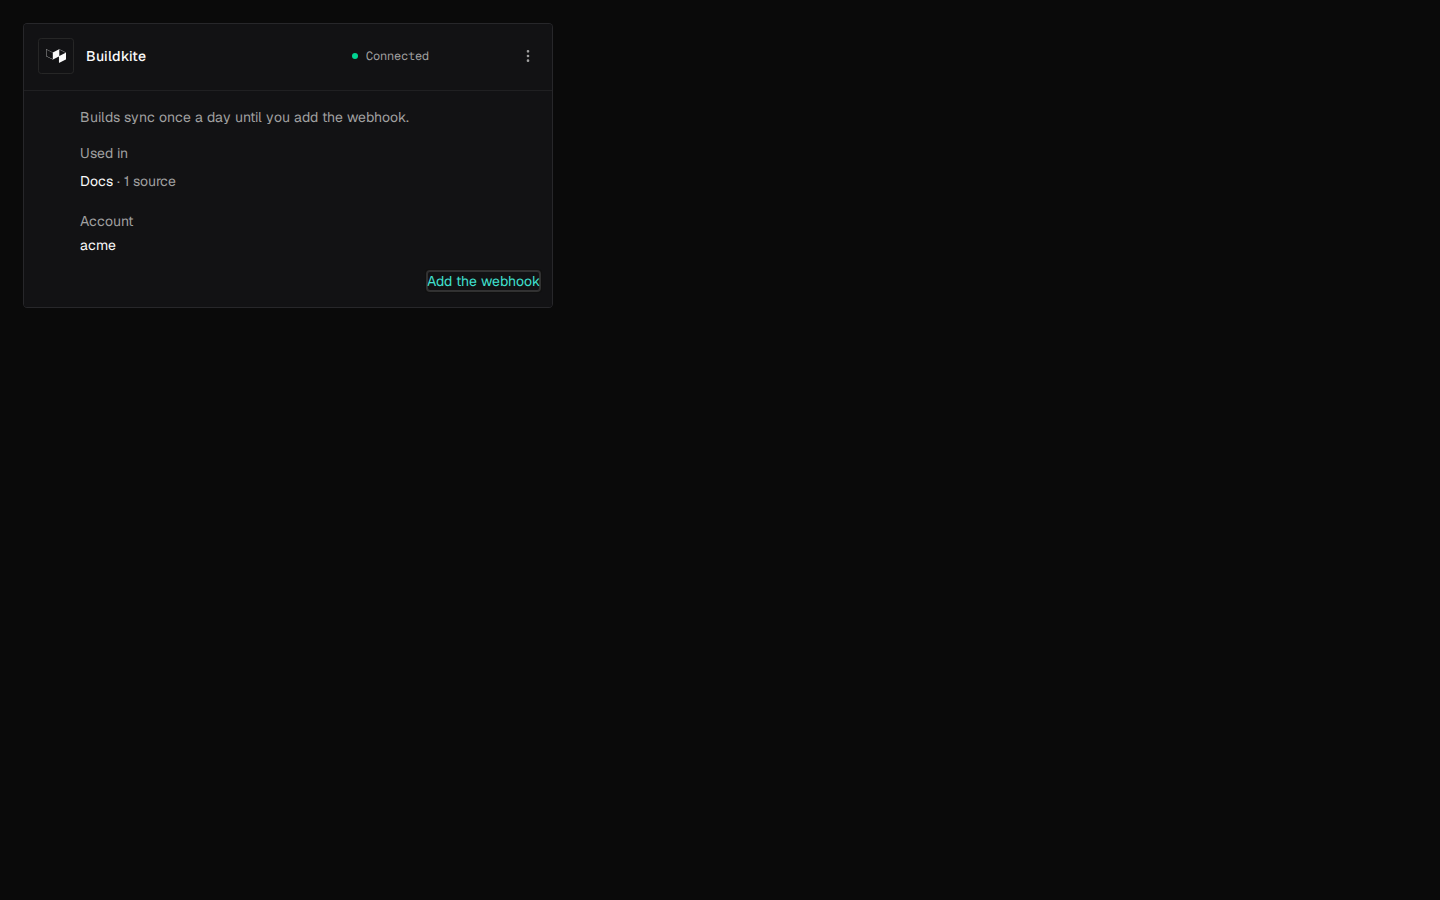 Buildkite
Connected
Builds sync once a day until you add the webhook.
Used in
Docs · 1 source
Account
acme
Add the webhook